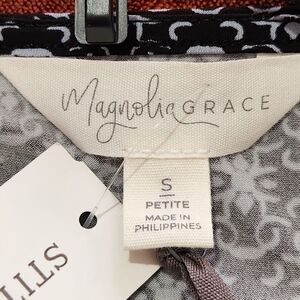 Magnolia GRACE
S
PETITE
MADE IN
PHILIPPINES